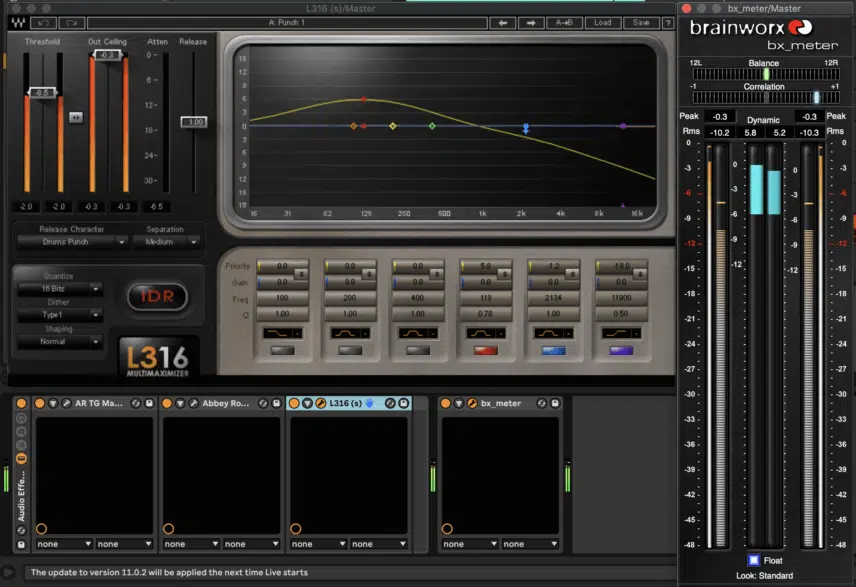 L316 (s)/Master
A: Punch 1
A→B
Load
Save
?
Threshold
Out Ceiling
Atten
Release
-8.5
-0.3
1.00
0
6
12
18
24
30
-2.0 -2.0 -0.3 -0.3 -6.5
Release Character
Drums Punch
Separation
Medium
Quantize
16 Bits
Dither
Type1
Shaping
Normal
IDR
L316
MULTIMAXIMIZER
15
12
9
6
3
0
3
6
9
12
15
16 31 62 125 250 500 1k 2k 4k 8k 16k
Priority 0.0 0.0 0.0 5.8 -1.2 -18.0
Gain 0.0 0.0 0.0 0.0 0.0 0.0
Freq 100 200 400 118 2134 11900
Q 1.00 1.00 1.00 0.78 1.00 0.50
bx_meter/Master
brainworx
bx_meter
12L Balance 12R
-1 Correlation +1
Peak -0.3 Dynamic -0.3 Peak
Rms -10.2 5.8 5.2 -10.3 Rms
0
-3
-6
-9
-12
-15
-18
-21
-24
-27
-30
-33
-36
-39
-42
-45
-48
0
-3
-6
-9
-12
0
-3
-6
-9
-12
0
-3
-6
-9
-12
-15
-18
-21
-24
-27
-30
-33
-36
-39
-42
-45
-48
Float
Look: Standard
Audio Effe...
AR TG Ma...
Abbey Ro...
L316 (s)
bx_meter
none none none none none none none none
The update to version 11.0.2 will be applied the next time Live starts